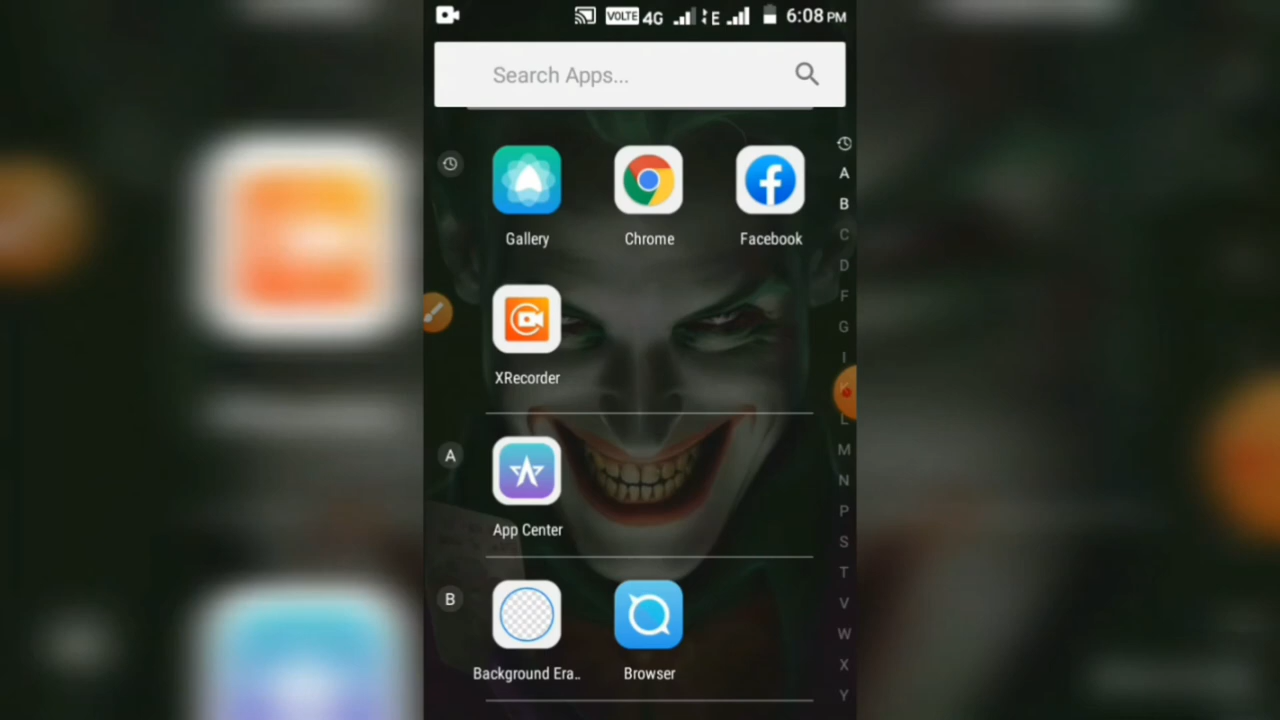 VOLTE 4G E 6:08 PM
Search Apps...
Gallery Chrome Facebook
XRecorder
A
App Center
B
Background Era.. Browser
A
B
C
D
F
G
I
L
M
N
P
S
T
V
W
X
Y